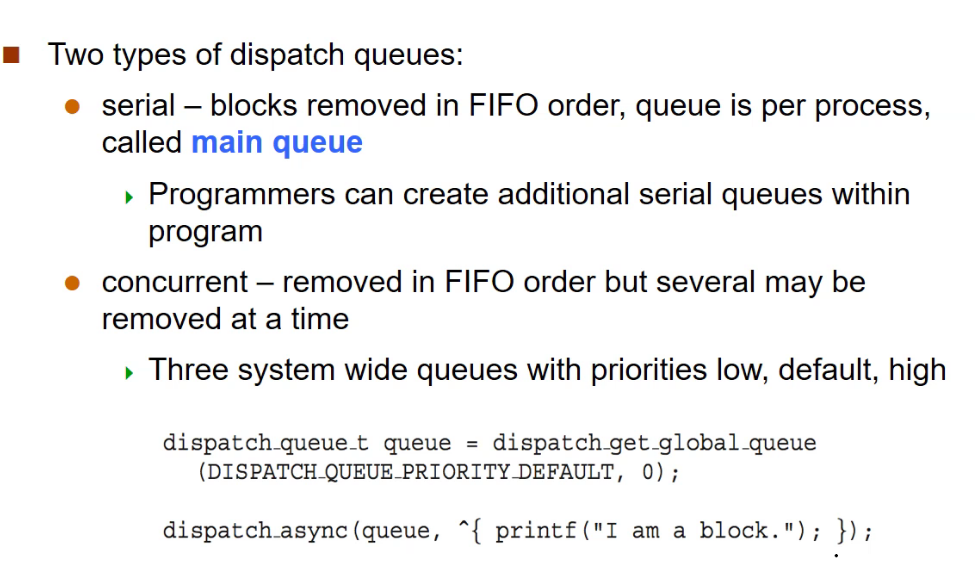 Two types of dispatch queues:
serial – blocks removed in FIFO order, queue is per process,
called main queue
Programmers can create additional serial queues within
program
concurrent – removed in FIFO order but several may be
removed at a time
Three system wide queues with priorities low, default, high
dispatch_queue_t queue = dispatch_get_global_queue
(DISPATCH_QUEUE_PRIORITY_DEFAULT, 0);
dispatch_async(queue, ^{ printf("I am a block."); });